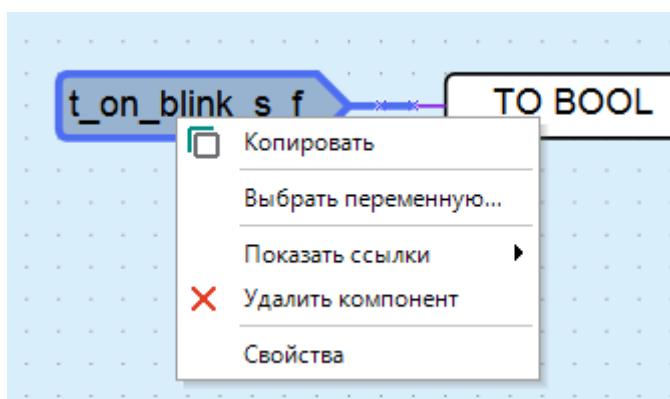 t_on_blink_s_f
TO BOOL
Копировать
Выбрать переменную...
Показать ссылки
Удалить компонент
Свойства